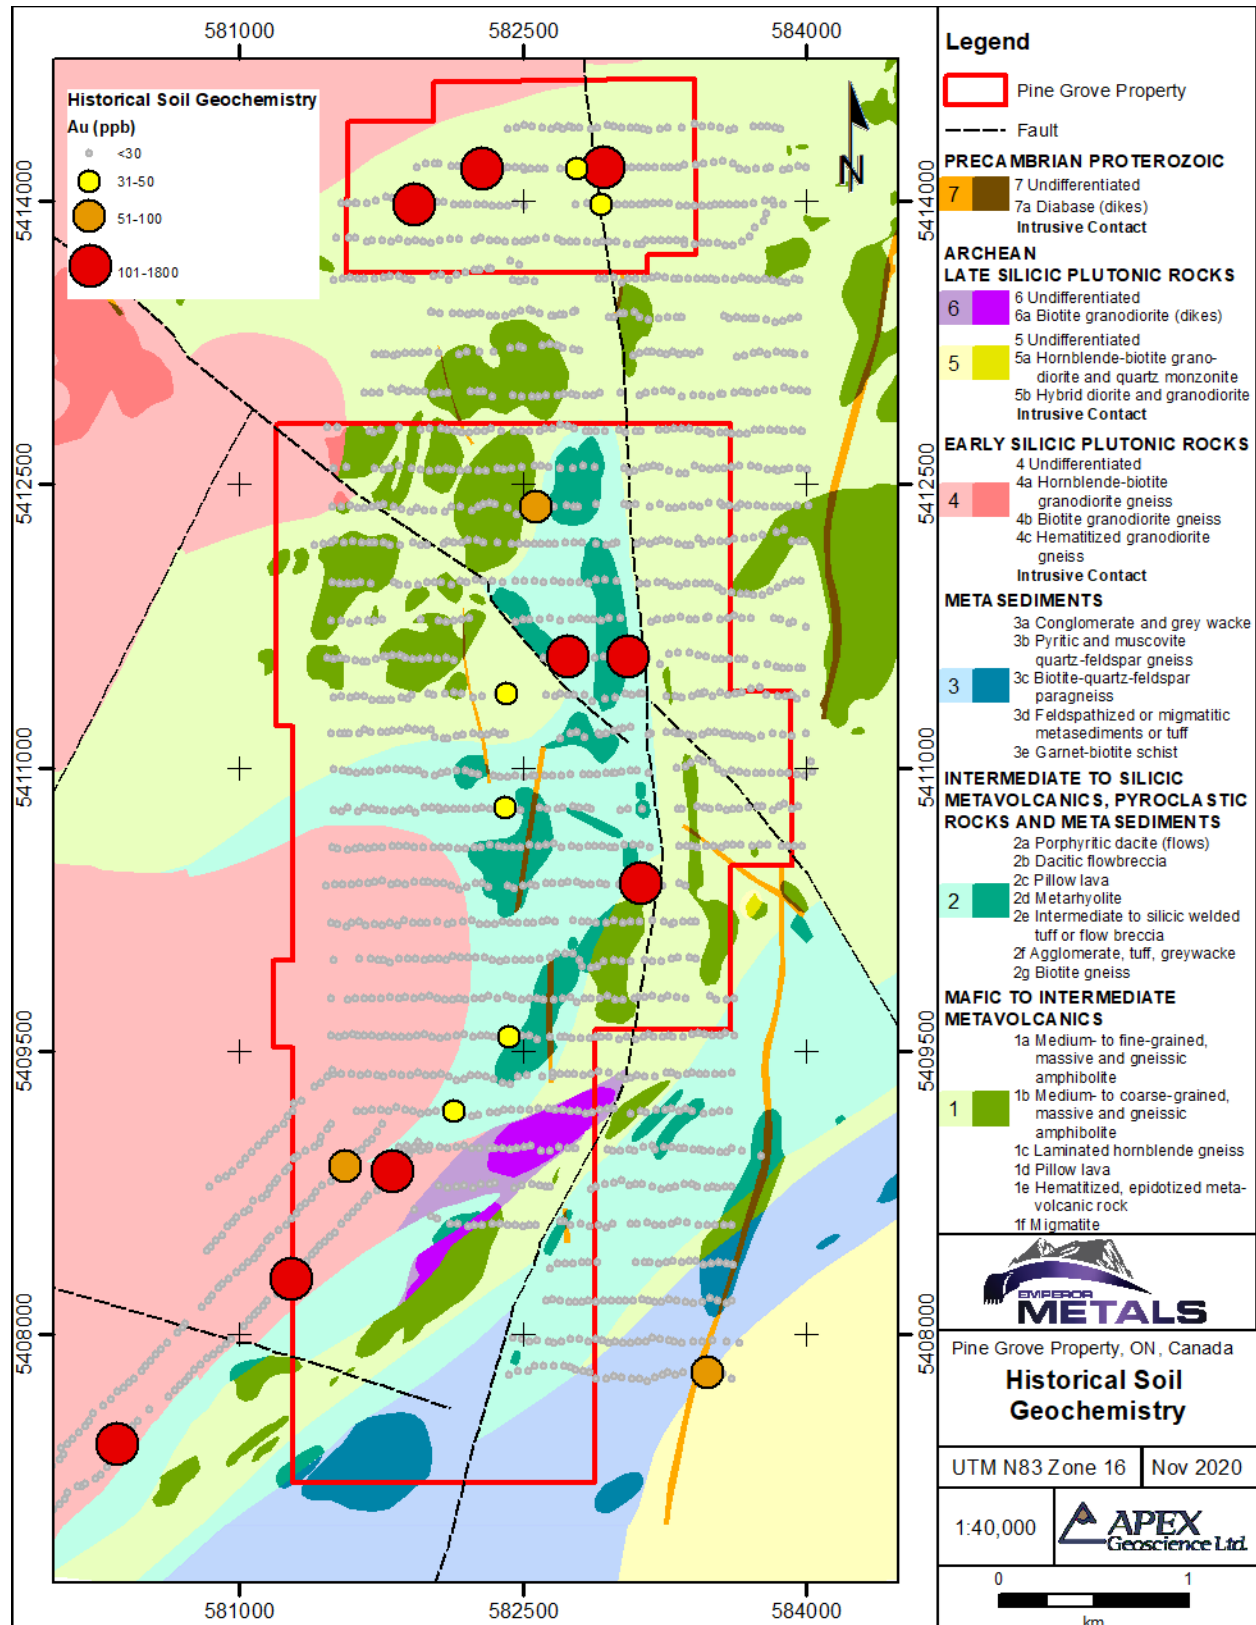 581000 582500 584000
Historical Soil Geochemistry
Au (ppb)
<30
31-50
51-100
101-1800
N
5414000
5412500
5411000
5409500
5408000
5414000
5412500
5411000
5409500
5408000
581000 582500 584000
Legend
Pine Grove Property
Fault
PRECAMBRIAN PROTEROZOIC
7
7 Undifferentiated
7a Diabase (dikes)
Intrusive Contact
ARCHEAN
LATE SILICIC PLUTONIC ROCKS
6
6 Undifferentiated
6a Biotite granodiorite (dikes)
5
5 Undifferentiated
5a Hornblende-biotite grano-
diorite and quartz monzonite
5b Hybrid diorite and granodiorite
Intrusive Contact
EARLY SILICIC PLUTONIC ROCKS
4
4 Undifferentiated
4a Hornblende-biotite
granodiorite gneiss
4b Biotite granodiorite gneiss
4c Hematitized granodiorite
gneiss
Intrusive Contact
METASEDIMENTS
3
3a Conglomerate and grey wacke
3b Pyritic and muscovite
quartz-feldspar gneiss
3c Biotite-quartz-feldspar
paragneiss
3d Feldspathized or migmatitic
metasediments or tuff
3e Garnet-biotite schist
INTERMEDIATE TO SILICIC
METAVOLCANICS, PYROCLASTIC
ROCKS AND METASEDIMENTS
2
2a Porphyritic dacite (flows)
2b Dacitic flowbreccia
2c Pillow lava
2d Metarhyolite
2e Intermediate to silicic welded
tuff or flow breccia
2f Agglomerate, tuff, greywacke
2g Biotite gneiss
MAFIC TO INTERMEDIATE
METAVOLCANICS
1
1a Medium- to fine-grained,
massive and gneissic
amphibolite
1b Medium- to coarse-grained,
massive and gneissic
amphibolite
1c Laminated hornblende gneiss
1d Pillow lava
1e Hematitized, epidotized meta-
volcanic rock
1f Migmatite
EMPEROR
METALS
Pine Grove Property, ON, Canada
Historical Soil
Geochemistry
UTM N83 Zone 16
Nov 2020
1:40,000
APEX
Geoscience Ltd.
0 1
km